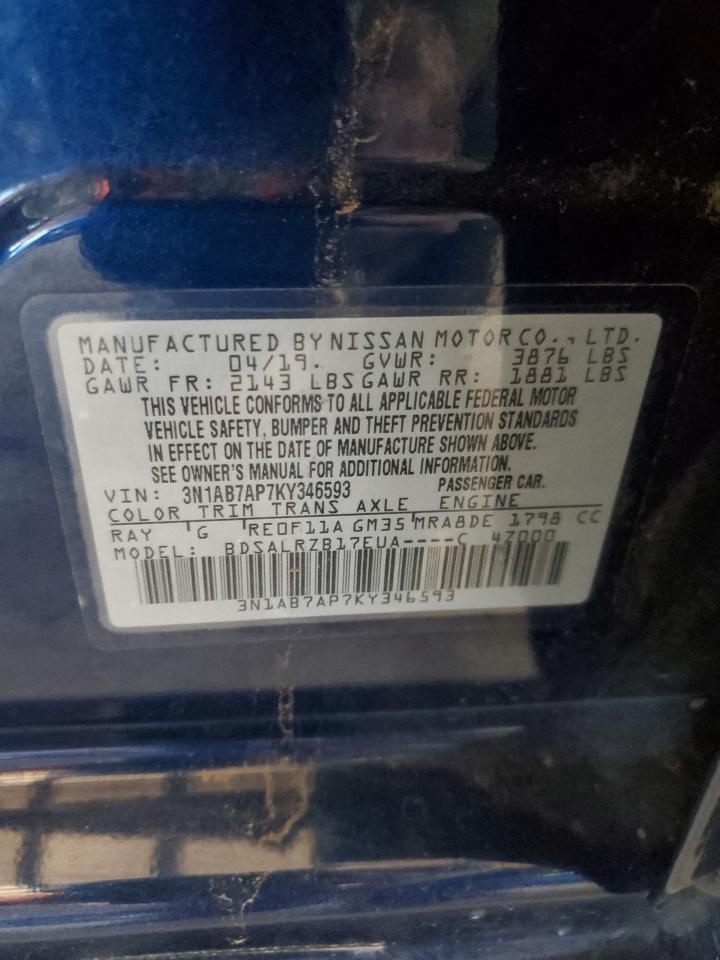 MANUFACTURED BY NISSAN MOTOR CO., LTD.
DATE: 04/19. GVWR: 3876 LBS
GAWR FR: 2143 LBS GAWR RR: 1881 LBS
THIS VEHICLE CONFORMS TO ALL APPLICABLE FEDERAL MOTOR
VEHICLE SAFETY, BUMPER AND THEFT PREVENTION STANDARDS
IN EFFECT ON THE DATE OF MANUFACTURE SHOWN ABOVE.
SEE OWNER'S MANUAL FOR ADDITIONAL INFORMATION.
VIN: 3N1AB7AP7KY346593 PASSENGER CAR.
COLOR TRIM TRANS AXLE ENGINE
RAY G RE0F11A GM35 MRA8DE 1798 CC
MODEL: BDSALRZB17EUA----C 47000
3N1AB7AP7KY346593